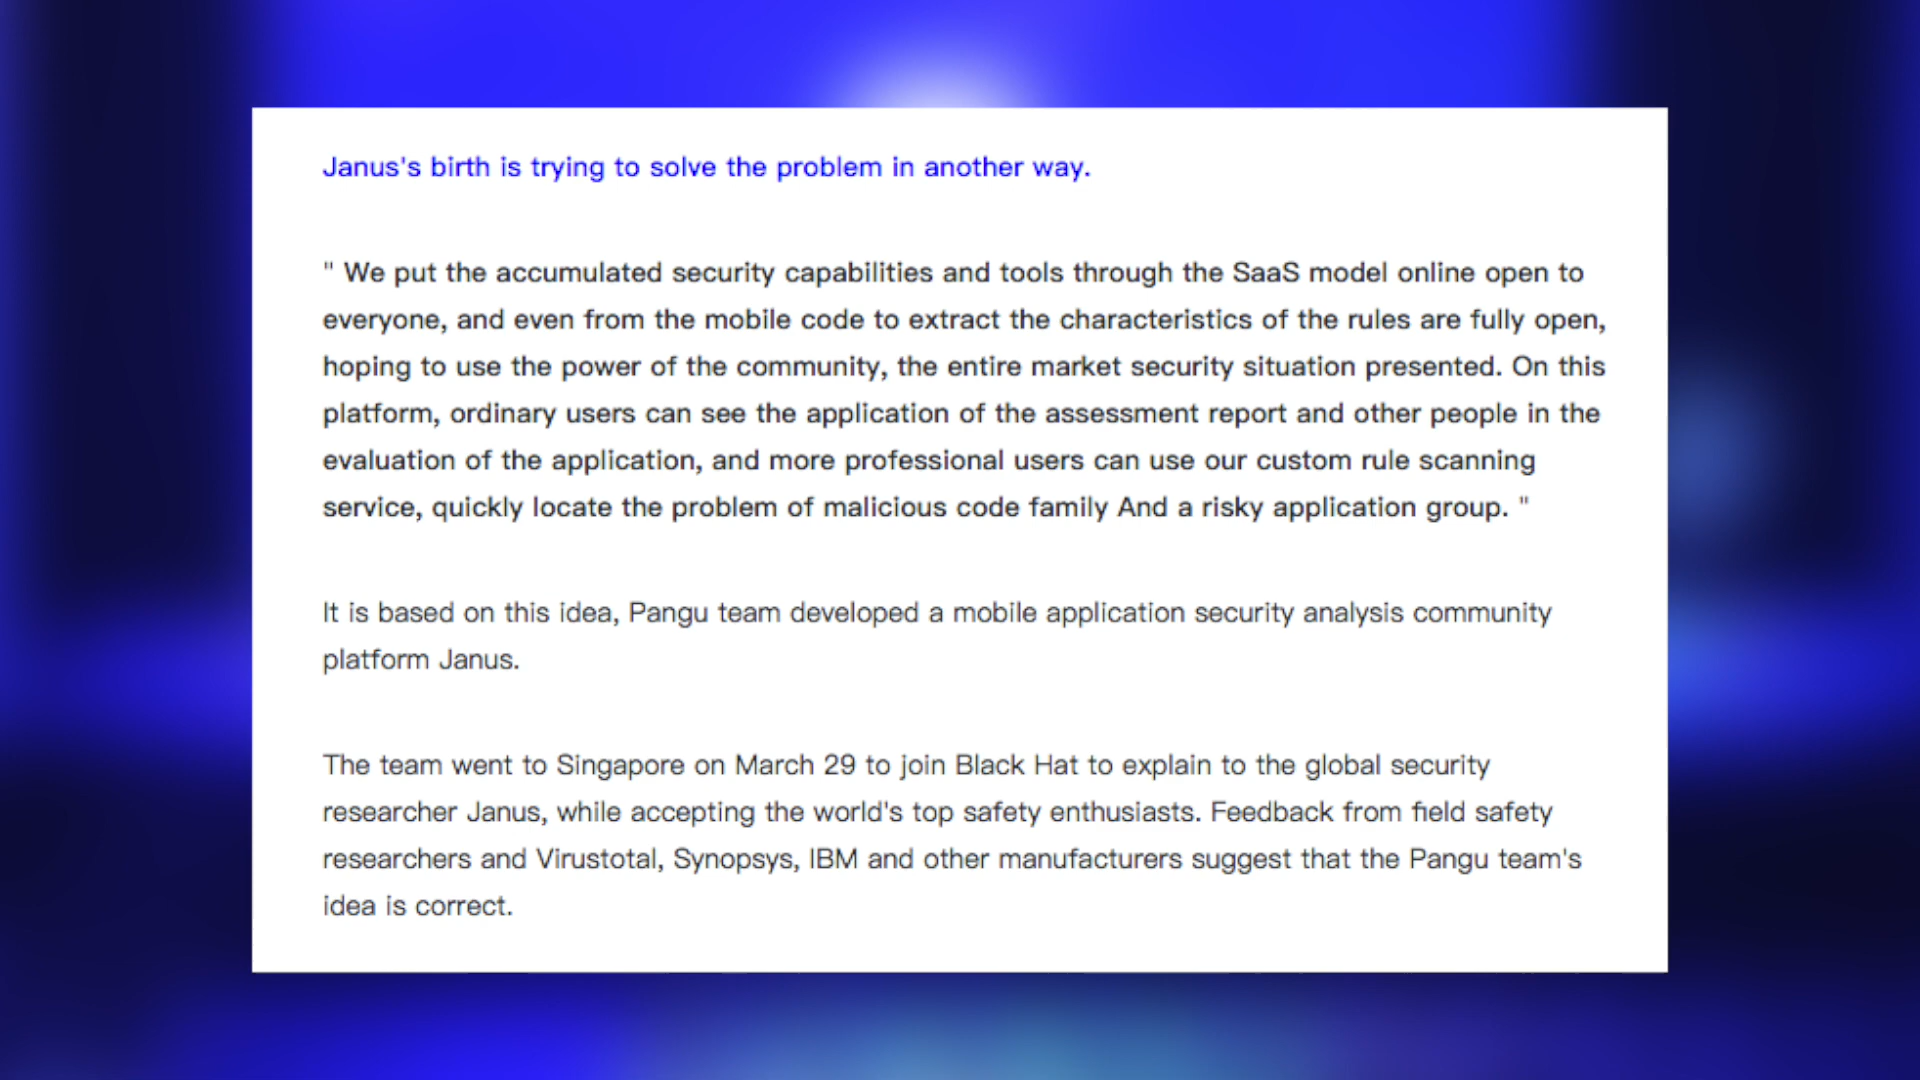 Janus's birth is trying to solve the problem in another way.
" We put the accumulated security capabilities and tools through the SaaS model online open to
everyone, and even from the mobile code to extract the characteristics of the rules are fully open,
hoping to use the power of the community, the entire market security situation presented. On this
platform, ordinary users can see the application of the assessment report and other people in the
evaluation of the application, and more professional users can use our custom rule scanning
service, quickly locate the problem of malicious code family And a risky application group. "
It is based on this idea, Pangu team developed a mobile application security analysis community
platform Janus.
The team went to Singapore on March 29 to join Black Hat to explain to the global security
researcher Janus, while accepting the world's top safety enthusiasts. Feedback from field safety
researchers and Virustotal, Synopsys, IBM and other manufacturers suggest that the Pangu team's
idea is correct.